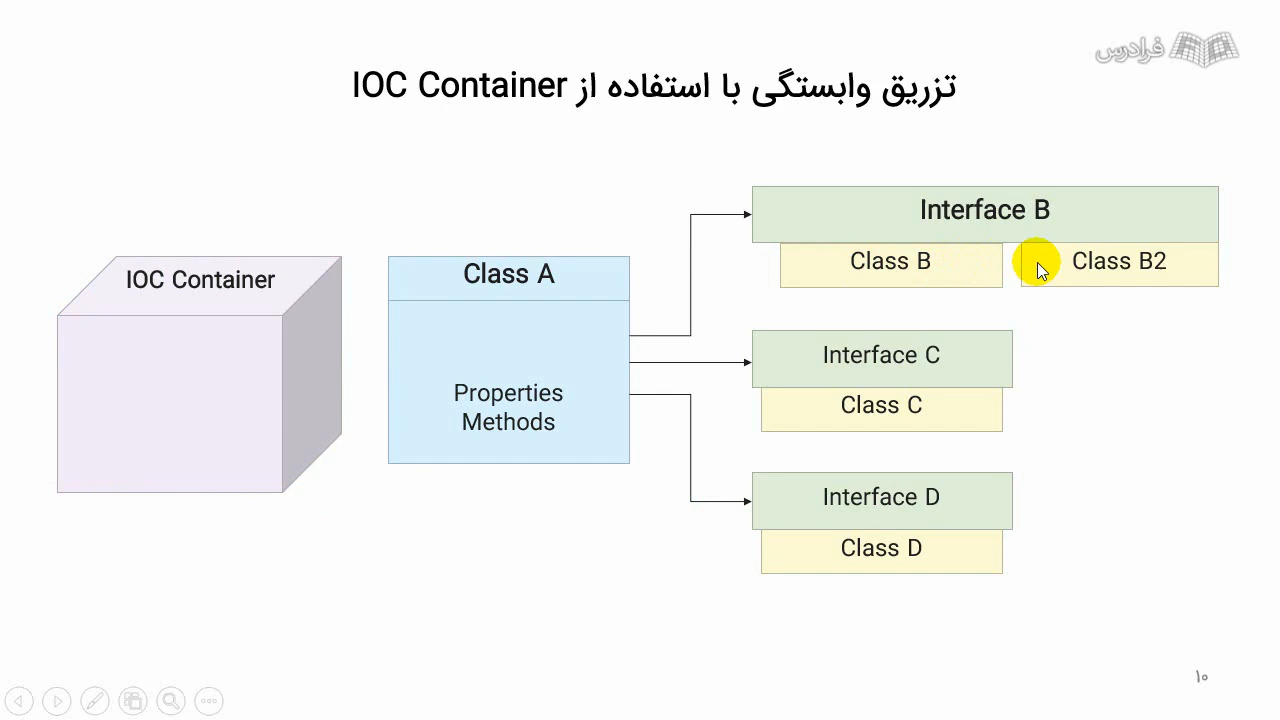 فرادرس
تزریق وابستگی با استفاده از IOC Container
IOC Container
Class A
Properties
Methods
Interface B
Class B
Class B2
Interface C
Class C
Interface D
Class D
۱۰